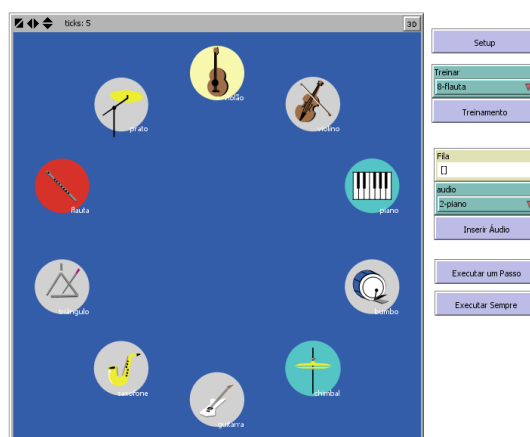 ticks: 5
3D
Setup
Treinar
8-flauta
Treinamento
Fila
[]
audio
2-piano
Inserir Áudio
Executar um Passo
Executar Sempre
violão
prato
violino
flauta
piano
triângulo
bumbo
saxofone
chimbal
guitarra